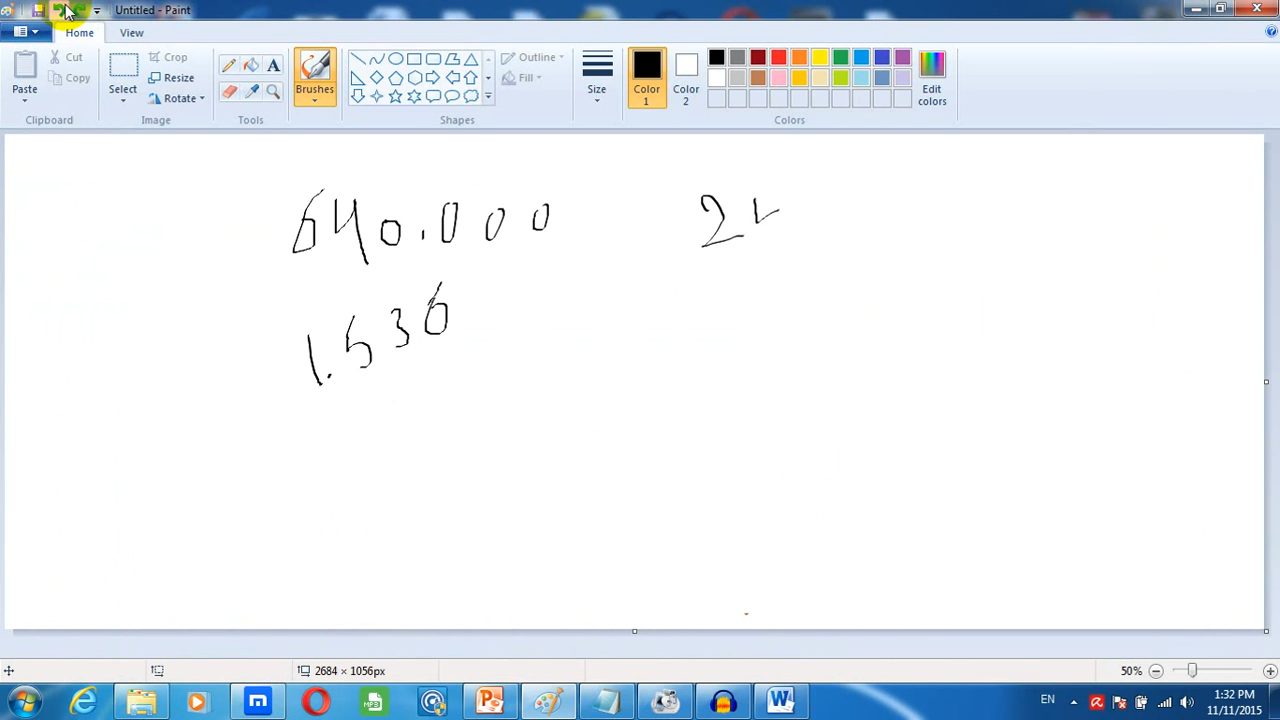 Untitled - Paint
Home
View
Paste
Cut
Copy
Clipboard
Select
Crop
Resize
Rotate
Image
Tools
Brushes
Outline
Fill
Shapes
Size
Color 1
Color 2
Edit colors
Colors
640.000
1.536
2684 × 1056px
50%
MP3
EN
1:32 PM
11/11/2015